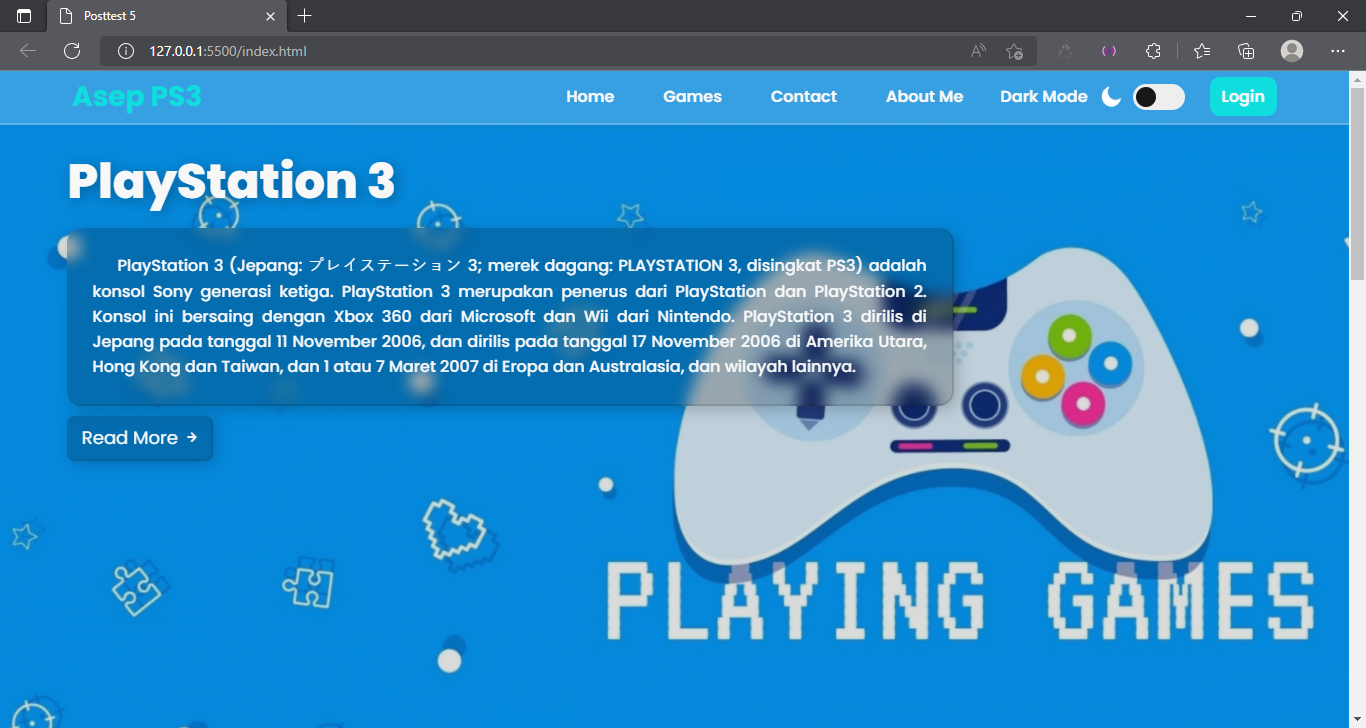 Posttest 5
127.0.0.1:5500/index.html
Asep PS3
Home Games Contact About Me Dark Mode Login
PlayStation 3
PlayStation 3 (Jepang: プレイステーション 3; merek dagang: PLAYSTATION 3, disingkat PS3) adalah
konsol Sony generasi ketiga. PlayStation 3 merupakan penerus dari PlayStation dan PlayStation 2.
Konsol ini bersaing dengan Xbox 360 dari Microsoft dan Wii dari Nintendo. PlayStation 3 dirilis di
Jepang pada tanggal 11 November 2006, dan dirilis pada tanggal 17 November 2006 di Amerika Utara,
Hong Kong dan Taiwan, dan 1 atau 7 Maret 2007 di Eropa dan Australasia, dan wilayah lainnya.
Read More
PLAYING GAMES